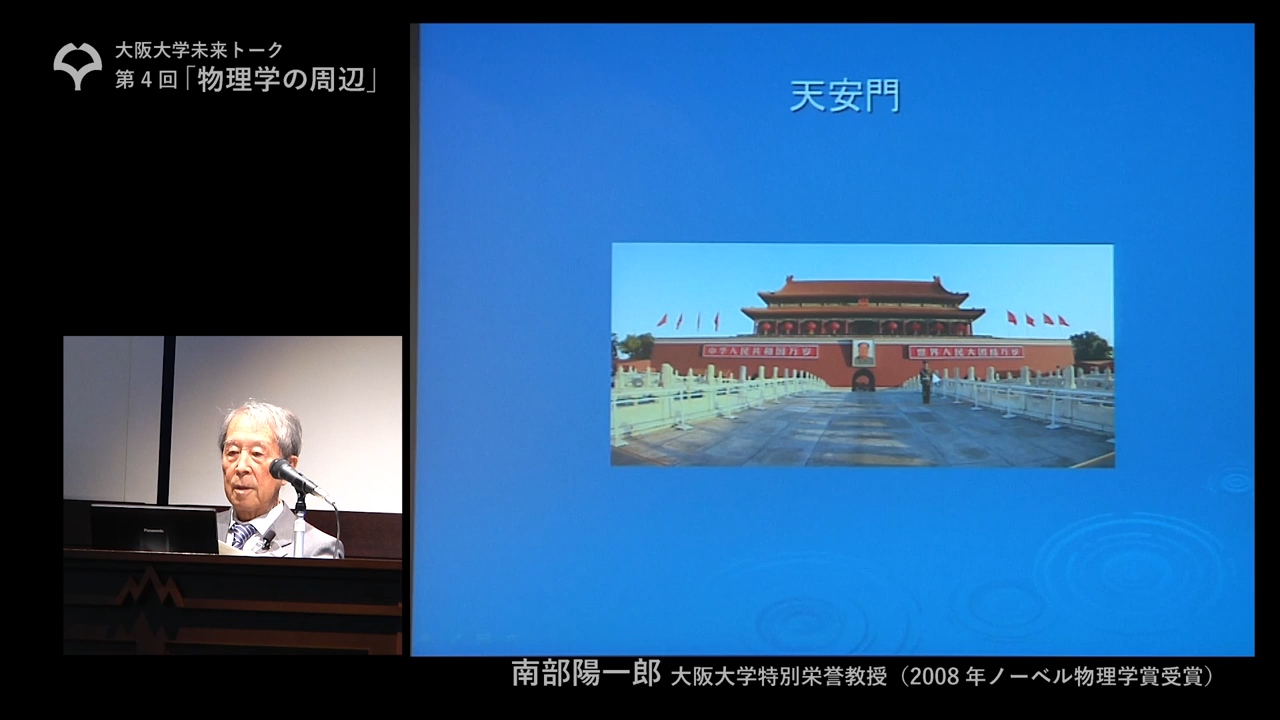 大阪大学未来トーク
第4回「物理学の周辺」
天安門
中华人民共和国万岁
世界人民大团结万岁
Panasonic
南部陽一郎 大阪大学特別栄誉教授（2008年ノーベル物理学賞受賞）